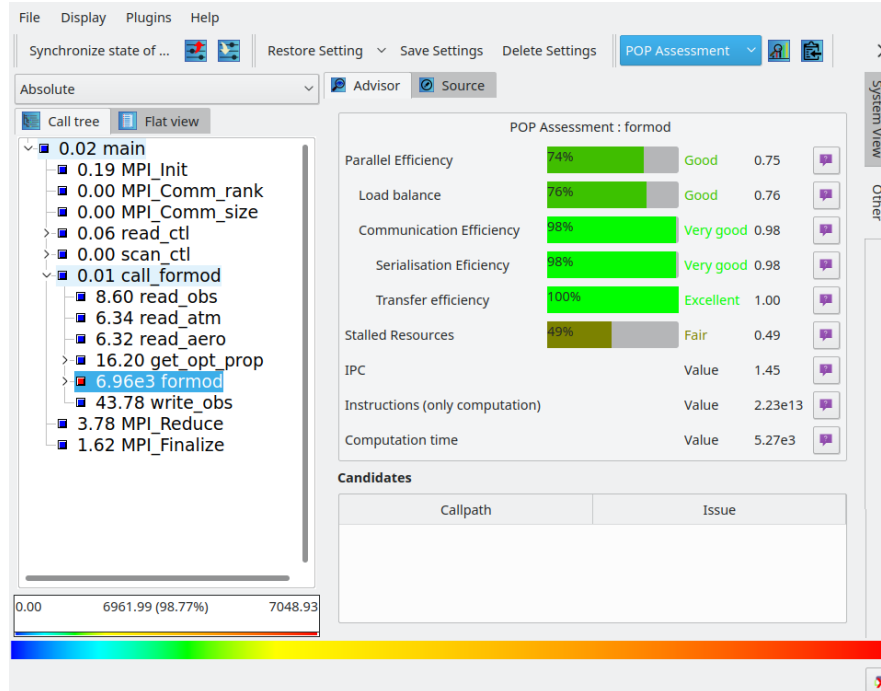 File Display Plugins Help
Synchronize state of ... Restore Setting Save Settings Delete Settings POP Assessment
Absolute
Advisor Source
Call tree Flat view
System View
Other
0.02 main
0.19 MPI_Init
0.00 MPI_Comm_rank
0.00 MPI_Comm_size
0.06 read_ctl
0.00 scan_ctl
0.01 call_formod
8.60 read_obs
6.34 read_atm
6.32 read_aero
16.20 get_opt_prop
6.96e3 formod
43.78 write_obs
3.78 MPI_Reduce
1.62 MPI_Finalize
0.00 6961.99 (98.77%) 7048.93
POP Assessment : formod
Parallel Efficiency 74% Good 0.75
Load balance 76% Good 0.76
Communication Efficiency 98% Very good 0.98
Serialisation Eficiency 98% Very good 0.98
Transfer efficiency 100% Excellent 1.00
Stalled Resources 49% Fair 0.49
IPC Value 1.45
Instructions (only computation) Value 2.23e13
Computation time Value 5.27e3
Candidates
Callpath Issue